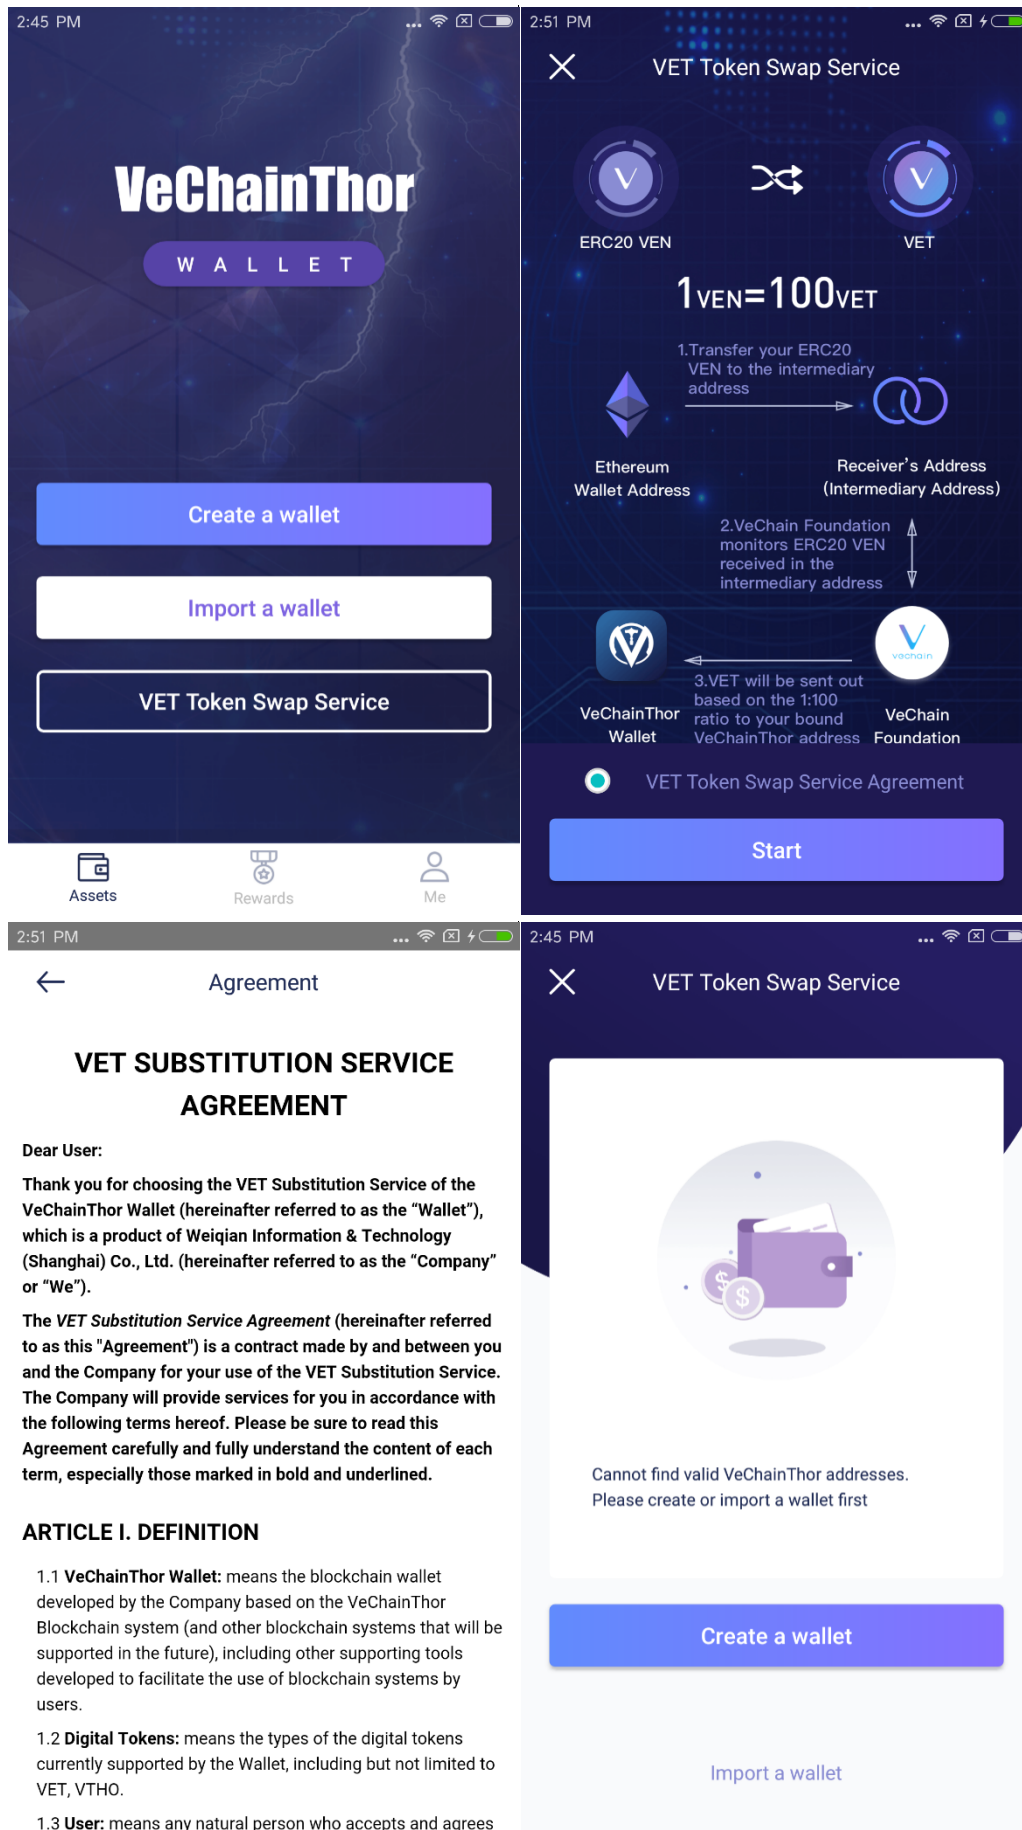 2:45 PM
VeChainThor
WALLET
Create a wallet
Import a wallet
VET Token Swap Service
Assets
Rewards
Me
2:51 PM
VET Token Swap Service
ERC20 VEN
VET
1VEN=100VET
1.Transfer your ERC20
VEN to the intermediary
address
Ethereum
Wallet Address
Receiver's Address
(Intermediary Address)
2.VeChain Foundation
monitors ERC20 VEN
received in the
intermediary address
vechain
3.VET will be sent out
based on the 1:100
ratio to your bound
VeChainThor address
VeChainThor
Wallet
VeChain
Foundation
VET Token Swap Service Agreement
Start
2:51 PM
Agreement
VET SUBSTITUTION SERVICE
AGREEMENT
Dear User:
Thank you for choosing the VET Substitution Service of the
VeChainThor Wallet (hereinafter referred to as the “Wallet”),
which is a product of Weiqian Information & Technology
(Shanghai) Co., Ltd. (hereinafter referred to as the “Company”
or “We”).
The VET Substitution Service Agreement (hereinafter referred
to as this "Agreement") is a contract made by and between you
and the Company for your use of the VET Substitution Service.
The Company will provide services for you in accordance with
the following terms hereof. Please be sure to read this
Agreement carefully and fully understand the content of each
term, especially those marked in bold and underlined.
ARTICLE I. DEFINITION
1.1 VeChainThor Wallet: means the blockchain wallet
developed by the Company based on the VeChainThor
Blockchain system (and other blockchain systems that will be
supported in the future), including other supporting tools
developed to facilitate the use of blockchain systems by
users.
1.2 Digital Tokens: means the types of the digital tokens
currently supported by the Wallet, including but not limited to
VET, VTHO.
1.3 User: means any natural person who accepts and agrees
2:45 PM
VET Token Swap Service
Cannot find valid VeChainThor addresses.
Please create or import a wallet first
Create a wallet
Import a wallet